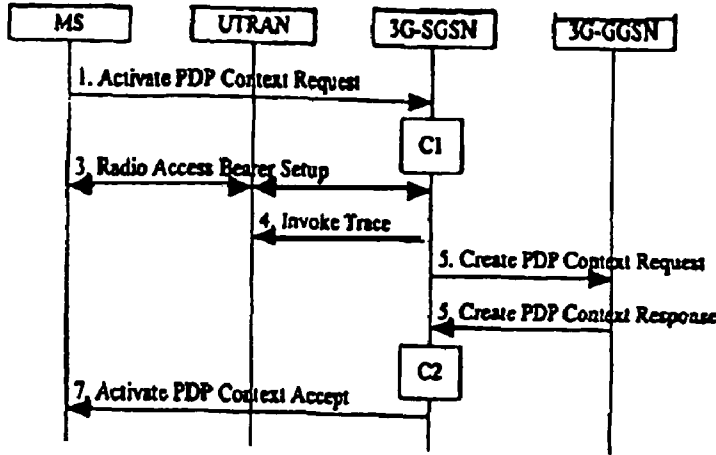 MS
UTRAN
3G-SGSN
3G-GGSN
1. Activate PDP Context Request
C1
3. Radio Access Bearer Setup
4. Invoke Trace
5. Create PDP Context Request
5. Create PDP Context Response
C2
7. Activate PDP Context Accept